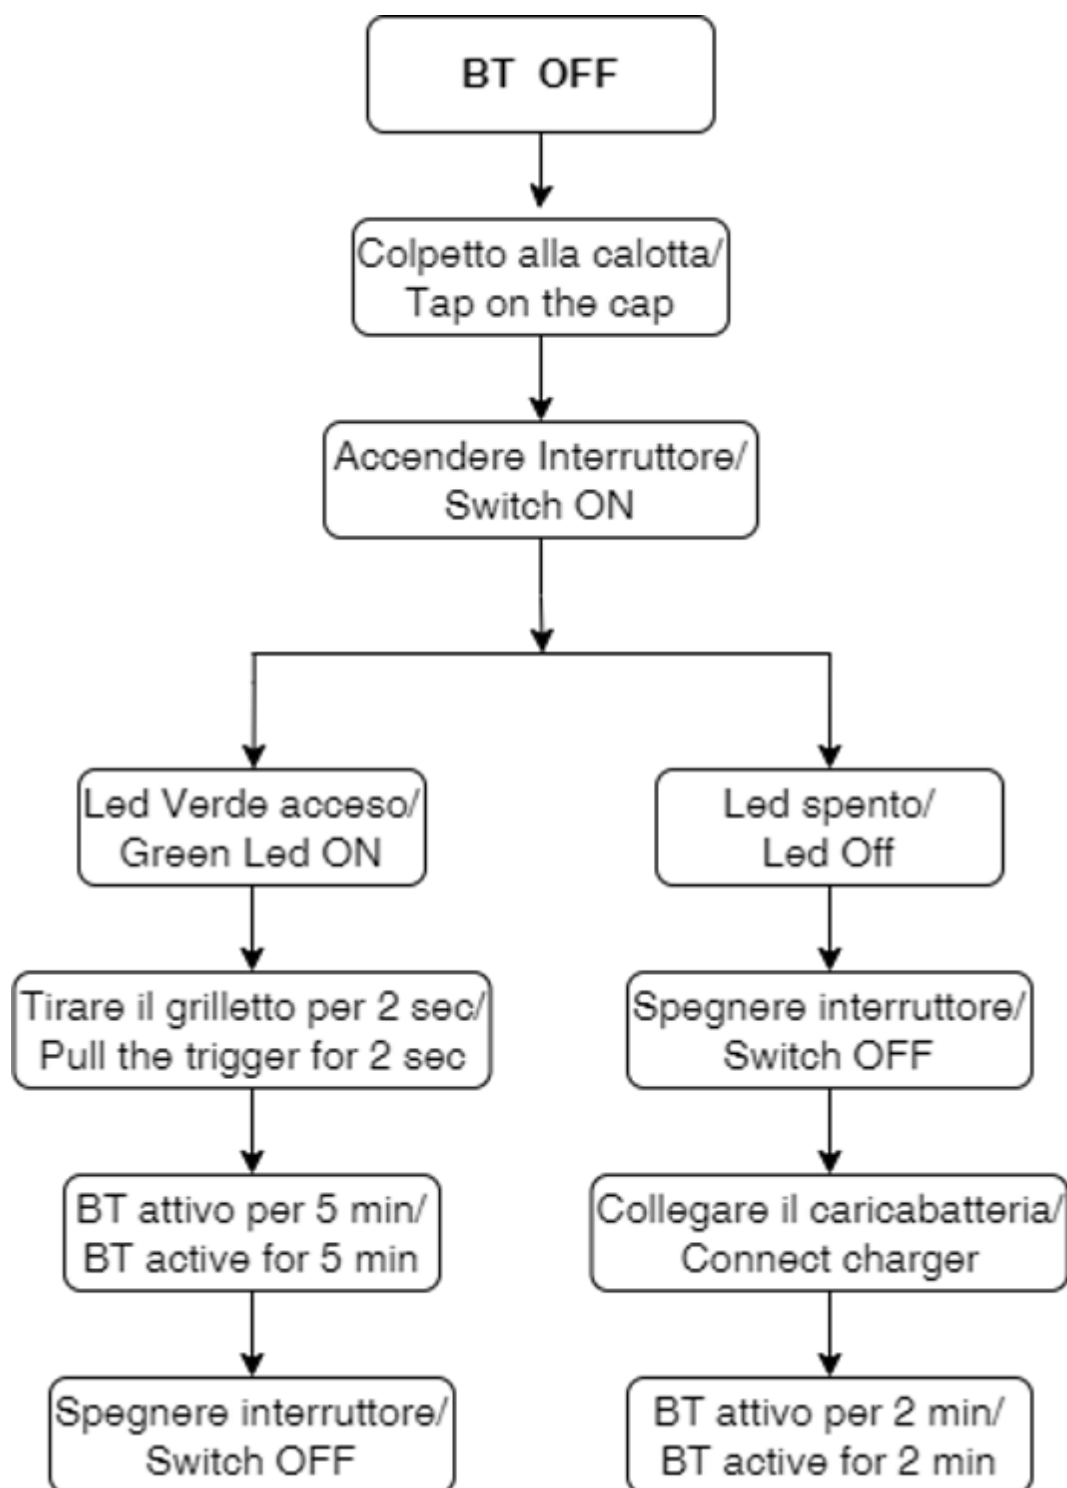 BT OFF
Colpetto alla calotta/
Tap on the cap
Accendere Interruttore/
Switch ON
Led Verde acceso/
Green Led ON
Led spento/
Led Off
Tirare il grilletto per 2 sec/
Pull the trigger for 2 sec
Spegnere interruttore/
Switch OFF
BT attivo per 5 min/
BT active for 5 min
Collegare il caricabatteria/
Connect charger
Spegnere interruttore/
Switch OFF
BT attivo per 2 min/
BT active for 2 min